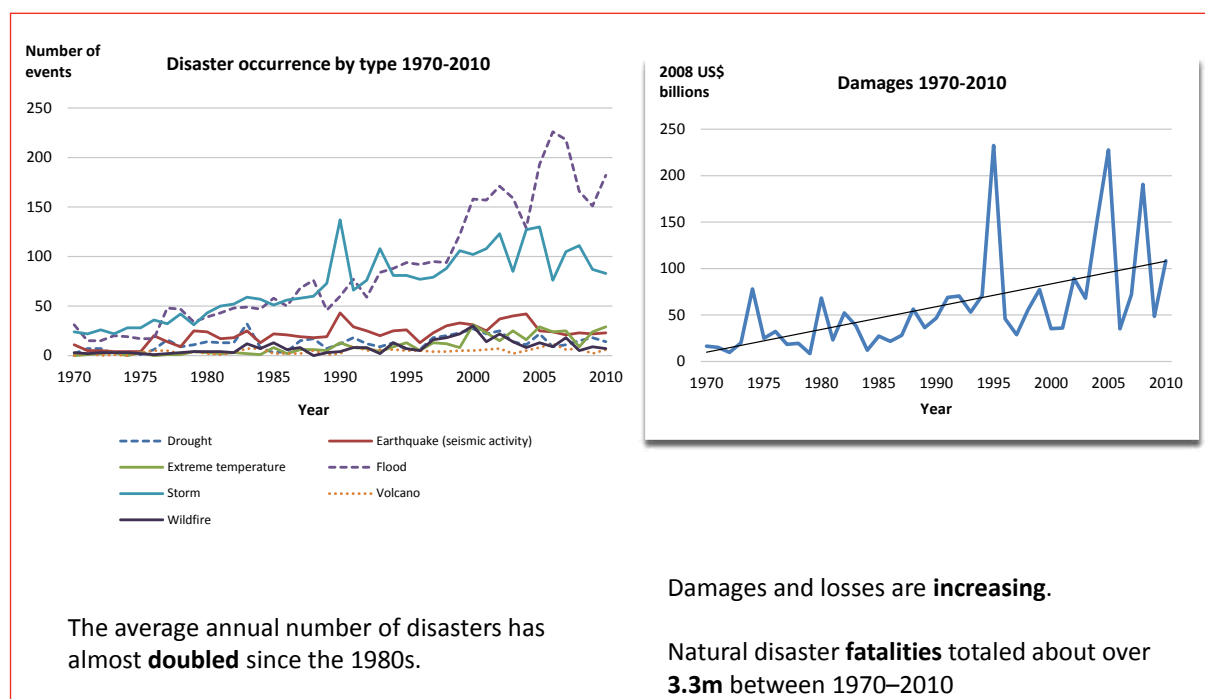 Number of
events
Disaster occurrence by type 1970-2010
250
200
150
100
50
0
1970 1975 1980 1985 1990 1995 2000 2005 2010
Year
Drought
Earthquake (seismic activity)
Extreme temperature
Flood
Storm
Volcano
Wildfire
2008 US$
billions
Damages 1970-2010
250
200
150
100
50
0
1970 1975 1980 1985 1990 1995 2000 2005 2010
Year
The average annual number of disasters has
almost doubled since the 1980s.
Damages and losses are increasing.
Natural disaster fatalities totaled about over
3.3m between 1970–2010